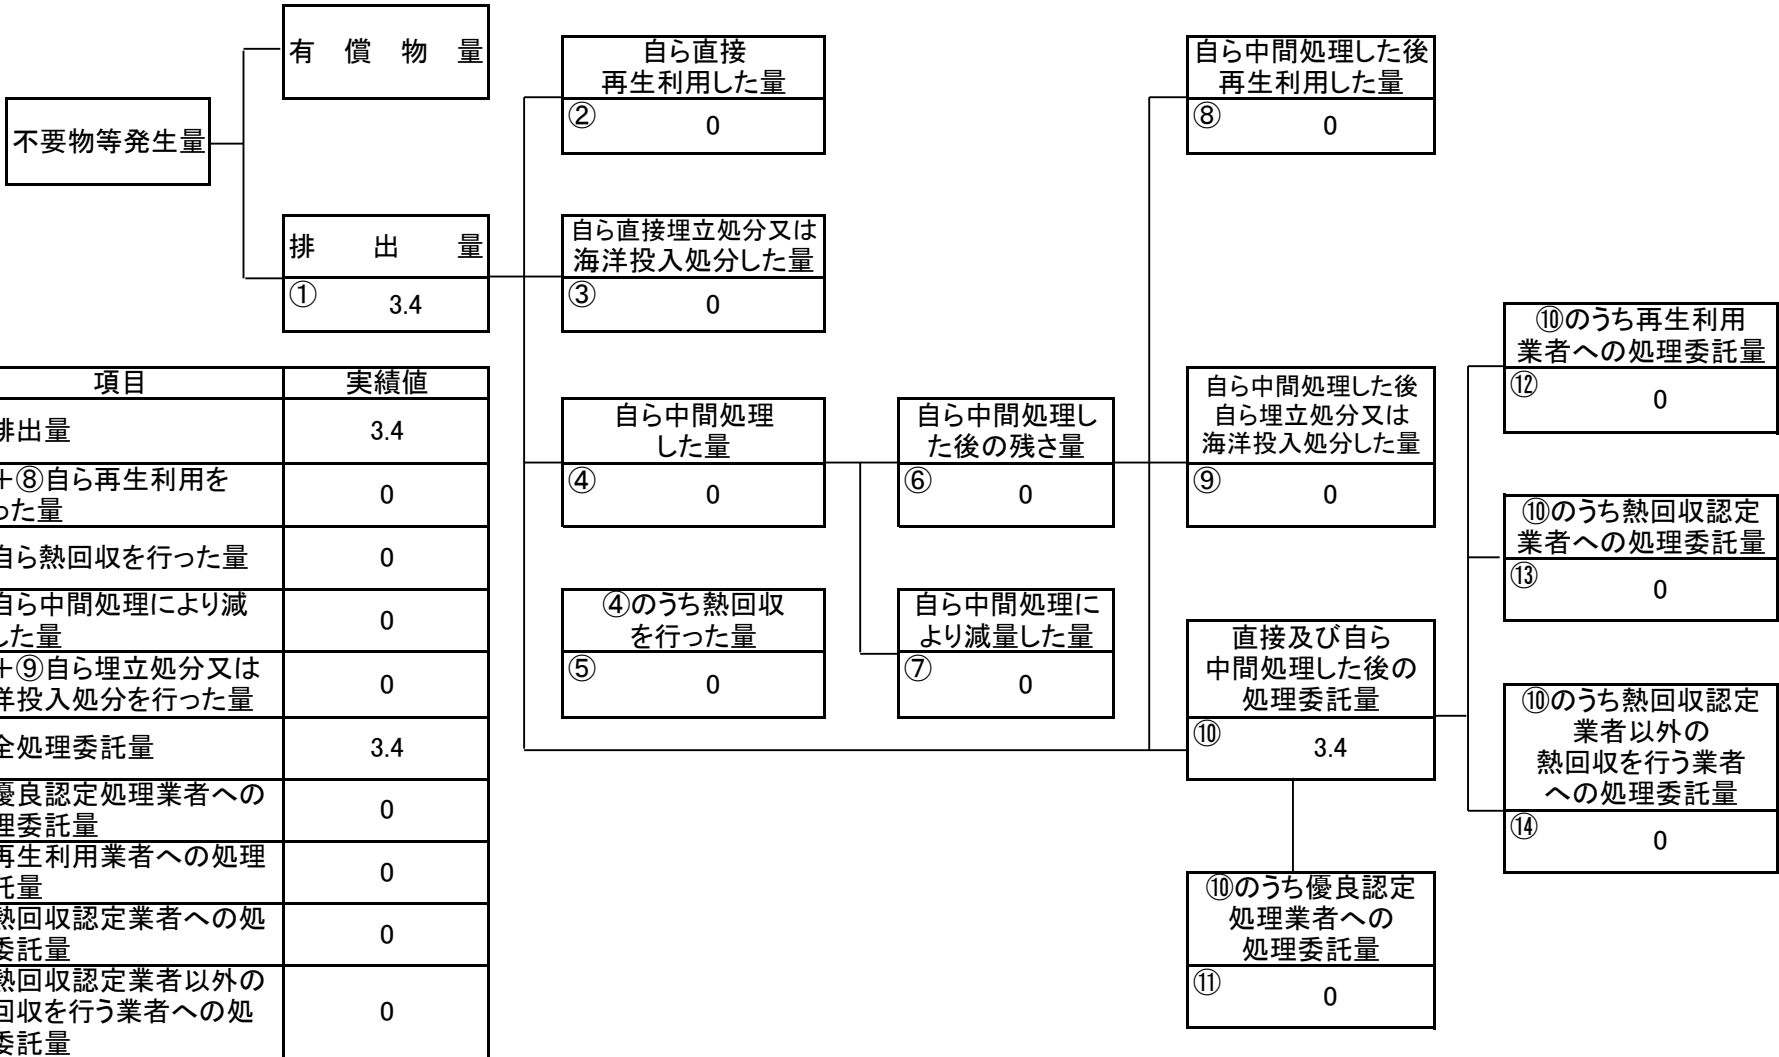 有償物量
不要物等発生量
排出量
① 3.4
自ら直接
再生利用した量
② 0
自ら直接埋立処分又は
海洋投入処分した量
③ 0
自ら中間処理
した量
④ 0
④のうち熱回収
を行った量
⑤ 0
自ら中間処理し
た後の残さ量
⑥ 0
自ら中間処理に
より減量した量
⑦ 0
自ら中間処理した後
再生利用した量
⑧ 0
自ら中間処理した後
自ら埋立処分又は
海洋投入処分した量
⑨ 0
直接及び自ら
中間処理した後の
処理委託量
⑩ 3.4
⑩のうち優良認定
処理業者への
処理委託量
⑪ 0
⑩のうち再生利用
業者への処理委託量
⑫ 0
⑩のうち熱回収認定
業者への処理委託量
⑬ 0
⑩のうち熱回収認定
業者以外の
熱回収を行う業者
への処理委託量
⑭ 0
項目 実績値
排出量 3.4
+⑧自ら再生利用を
った量 0
自ら熱回収を行った量 0
自ら中間処理により減
した量 0
+⑨自ら埋立処分又は
洋投入処分を行った量 0
全処理委託量 3.4
優良認定処理業者への
理委託量 0
再生利用業者への処理
託量 0
熱回収認定業者への処
委託量 0
熱回収認定業者以外の
回収を行う業者への処
委託量 0